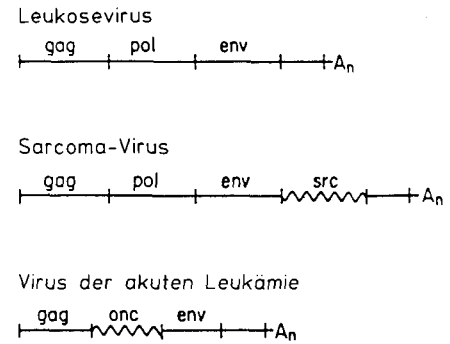 Leukosevirus
gag pol env
An
Sarcoma-Virus
gag pol env src
An
Virus der akuten Leukämie
gag onc env
An